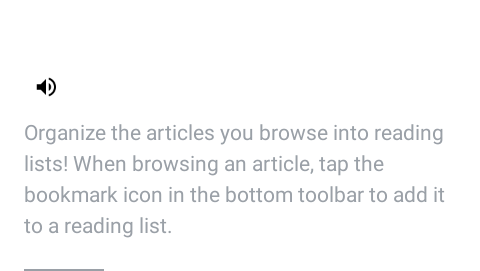 Organize the articles you browse into reading
lists! When browsing an article, tap the
bookmark icon in the bottom toolbar to add it
to a reading list.